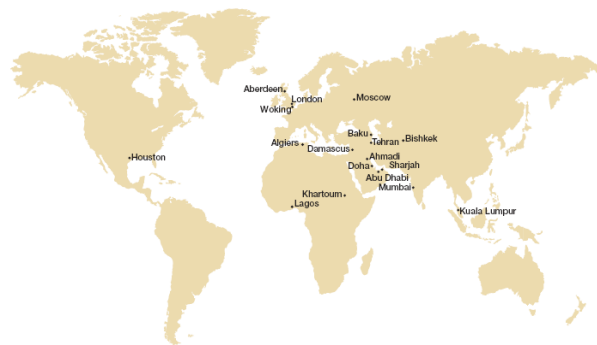 Aberdeen
London
Moscow
Woking
Baku
Bishkek
Tehran
Algiers
Damascus
Houston
Ahmadi
Doha
Sharjah
Abu Dhabi
Mumbai
Khartoum
Lagos
Kuala Lumpur